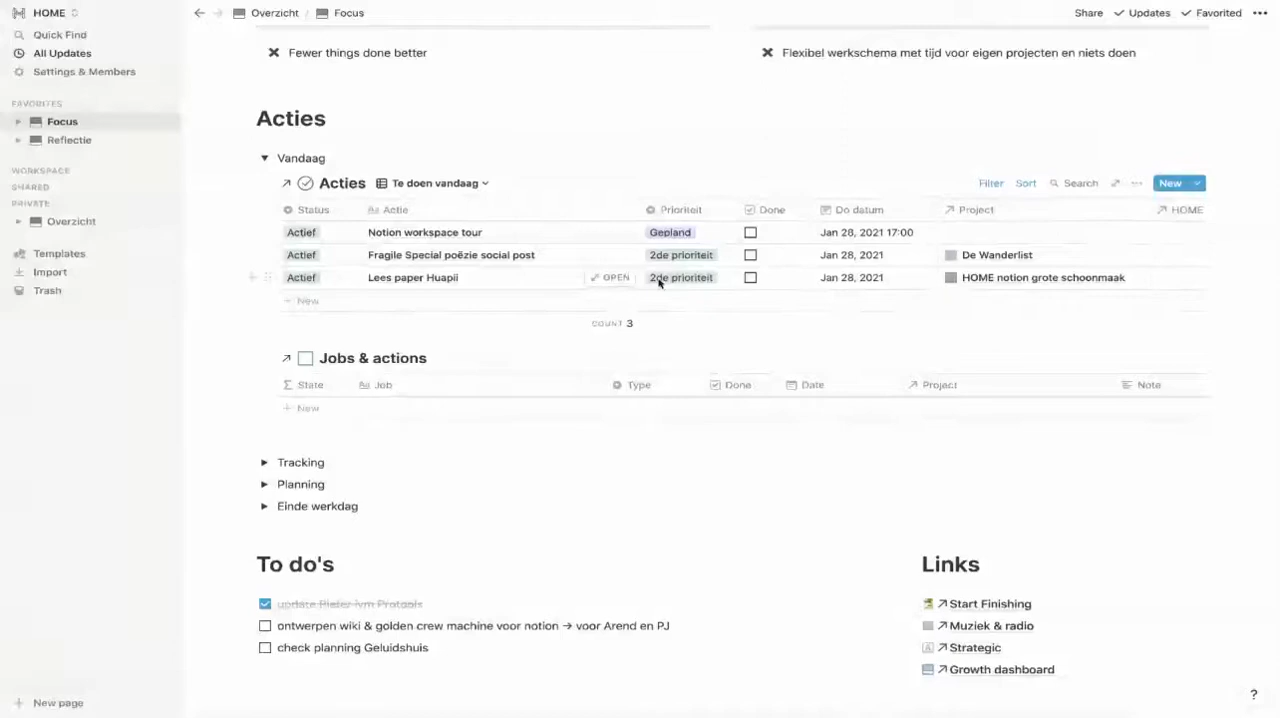 HOME
Overzicht / Focus
Share Updates Favorited
Quick Find
All Updates
Settings & Members
FAVORITES
Focus
Reflectie
WORKSPACE
SHARED
PRIVATE
Overzicht
Templates
Import
Trash
New page
Fewer things done better
Flexibel werkschema met tijd voor eigen projecten en niets doen
Acties
Vandaag
Acties Te doen vandaag Filter Sort Search New
Status Aa Actie Prioriteit Done Do datum Project HOME
Actief Notion workspace tour Gepland Jan 28, 2021 17:00
Actief Fragile Special poëzie social post 2de prioriteit Jan 28, 2021 De Wanderlist
Actief Lees paper Huapii OPEN 2de prioriteit Jan 28, 2021 HOME notion grote schoonmaak
+ New
COUNT 3
Jobs & actions
Σ State Aa Job Type Done Date Project Note
+ New
Tracking
Planning
Einde werkdag
To do's
update
ontwerpen wiki & golden crew machine voor notion → voor Arend en PJ
check planning Geluidshuis
Links
Start Finishing
Muziek & radio
Strategic
Growth dashboard
?